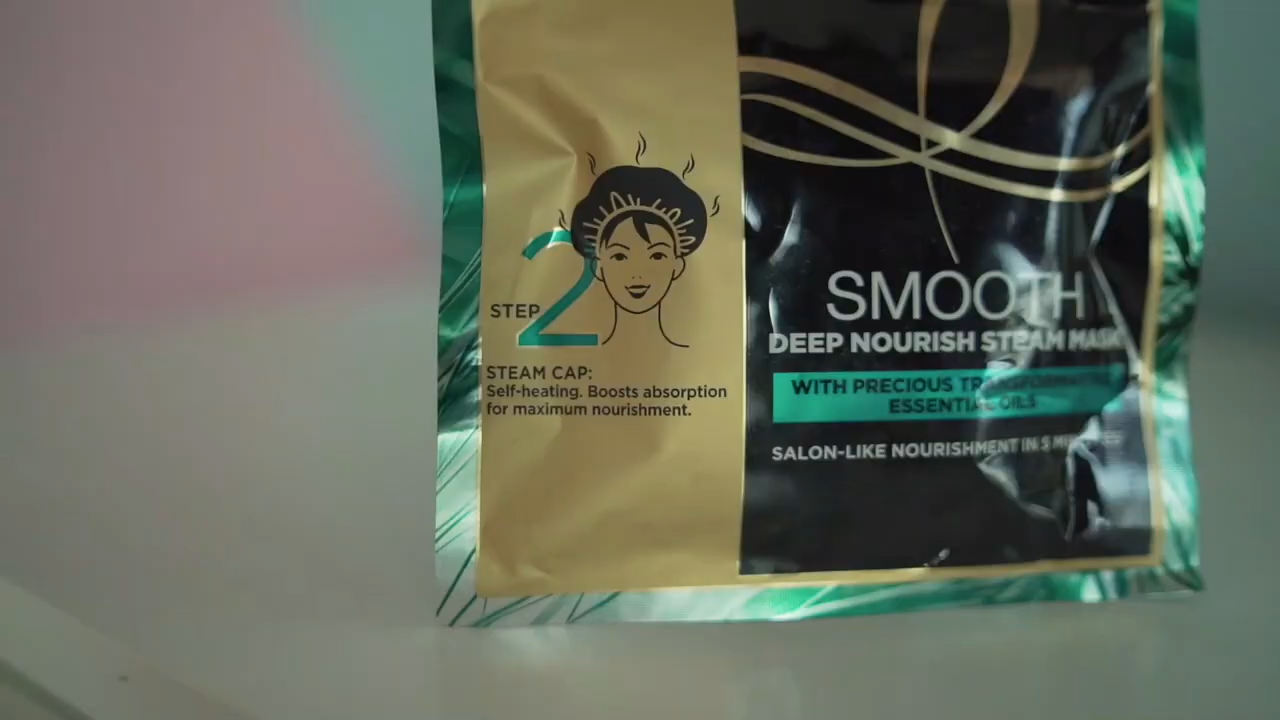 STEP 2
STEAM CAP:
Self-heating. Boosts absorption
for maximum nourishment.
SMOOTH
DEEP NOURISH STEAM MASK
WITH PRECIOUS
ESSENTIAL OILS
SALON-LIKE NOURISHMENT IN 5